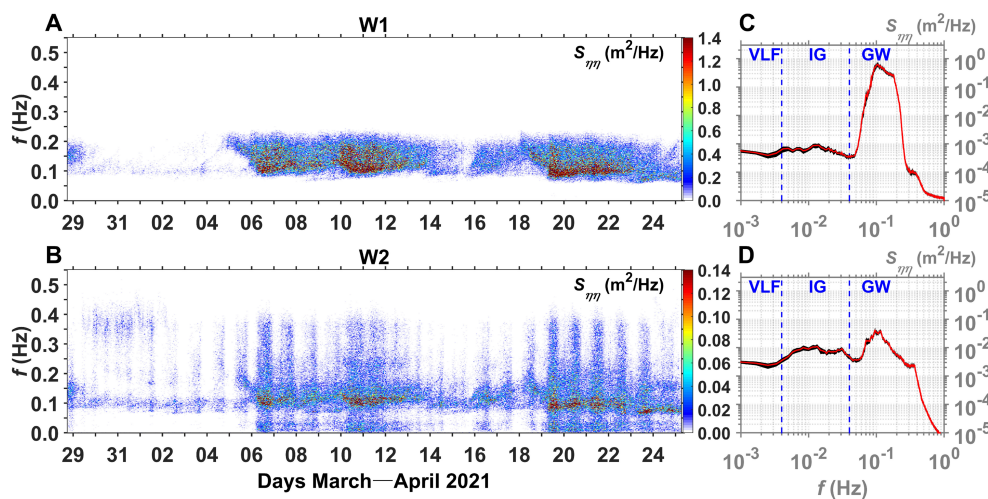 A
W1
Sηη (m²/Hz)
f (Hz)
0.5
0.4
0.3
0.2
0.1
0.0
29 31 02 04 06 08 10 12 14 16 18 20 22 24
1.4
1.2
1.0
0.8
0.6
0.4
0.2
0.0
C
Sηη (m²/Hz)
VLF IG GW
10⁰
10⁻¹
10⁻²
10⁻³
10⁻⁴
10⁻⁵
10⁻³ 10⁻² 10⁻¹ 10⁰
B
W2
Sηη (m²/Hz)
f (Hz)
0.5
0.4
0.3
0.2
0.1
0.0
29 31 02 04 06 08 10 12 14 16 18 20 22 24
Days March—April 2021
0.14
0.12
0.10
0.08
0.06
0.04
0.02
0.00
D
Sηη (m²/Hz)
VLF IG GW
10⁰
10⁻¹
10⁻²
10⁻³
10⁻⁴
10⁻⁵
10⁻³ 10⁻² 10⁻¹ 10⁰
f (Hz)